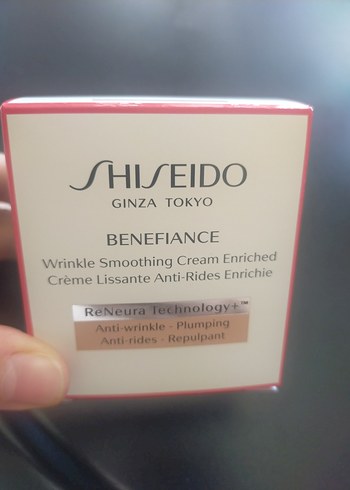 SHISEIDO
GINZA TOKYO
BENEFIANCE
Wrinkle Smoothing Cream Enriched
Crème Lissante Anti-Rides Enrichie
ReNeura Technology+™
Anti-wrinkle · Plumping
Anti-rides · Repulpant